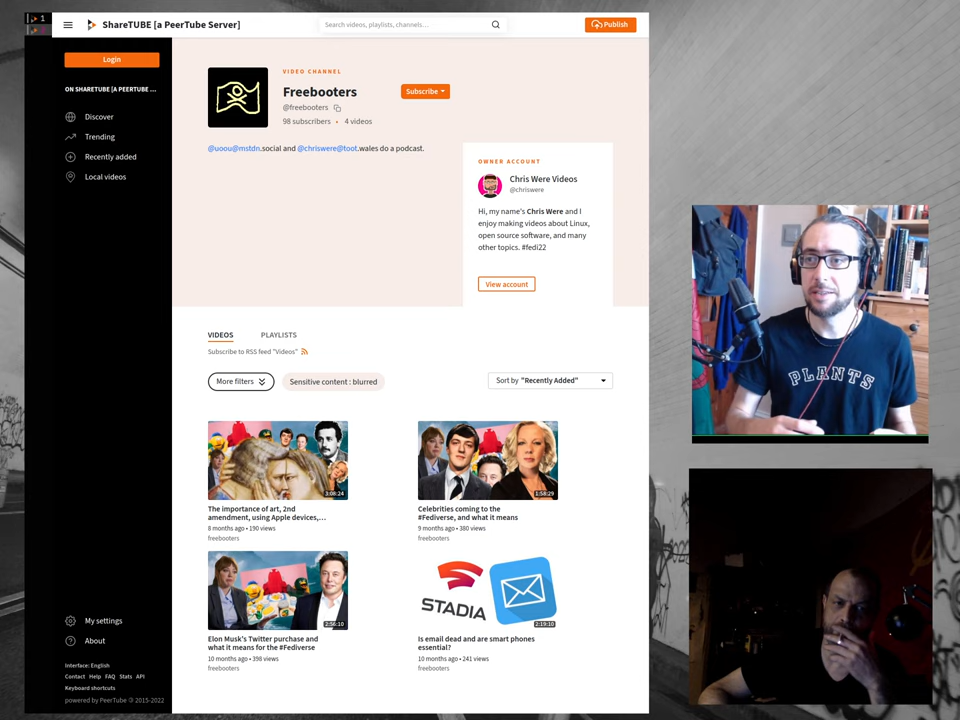 1
ShareTUBE [a PeerTube Server]
Search videos, playlists, channels…
Publish
Login
ON SHARETUBE [A PEERTUBE …
Discover
Trending
Recently added
Local videos
My settings
About
Interface: English
Contact Help FAQ Stats API
Keyboard shortcuts
powered by PeerTube 2015-2022
VIDEO CHANNEL
Freebooters
@freebooters
98 subscribers • 4 videos
Subscribe
@uoou@mstdn.social and @chriswere@toot.wales do a podcast.
OWNER ACCOUNT
Chris Were Videos
@chriswere
Hi, my name's Chris Were and I
enjoy making videos about Linux,
open source software, and many
other topics. #fedi22
View account
VIDEOS
PLAYLISTS
Subscribe to RSS feed "Videos"
More filters
Sensitive content : blurred
Sort by "Recently Added"
3:08:24
The importance of art, 2nd
amendment, using Apple devices,…
8 months ago • 190 views
freebooters
1:58:29
Celebrities coming to the
#Fediverse, and what it means
9 months ago • 380 views
freebooters
2:56:10
Elon Musk's Twitter purchase and
what it means for the #Fediverse
10 months ago • 396 views
freebooters
STADIA
2:19:10
Is email dead and are smart phones
essential?
10 months ago • 241 views
freebooters
PLANTS